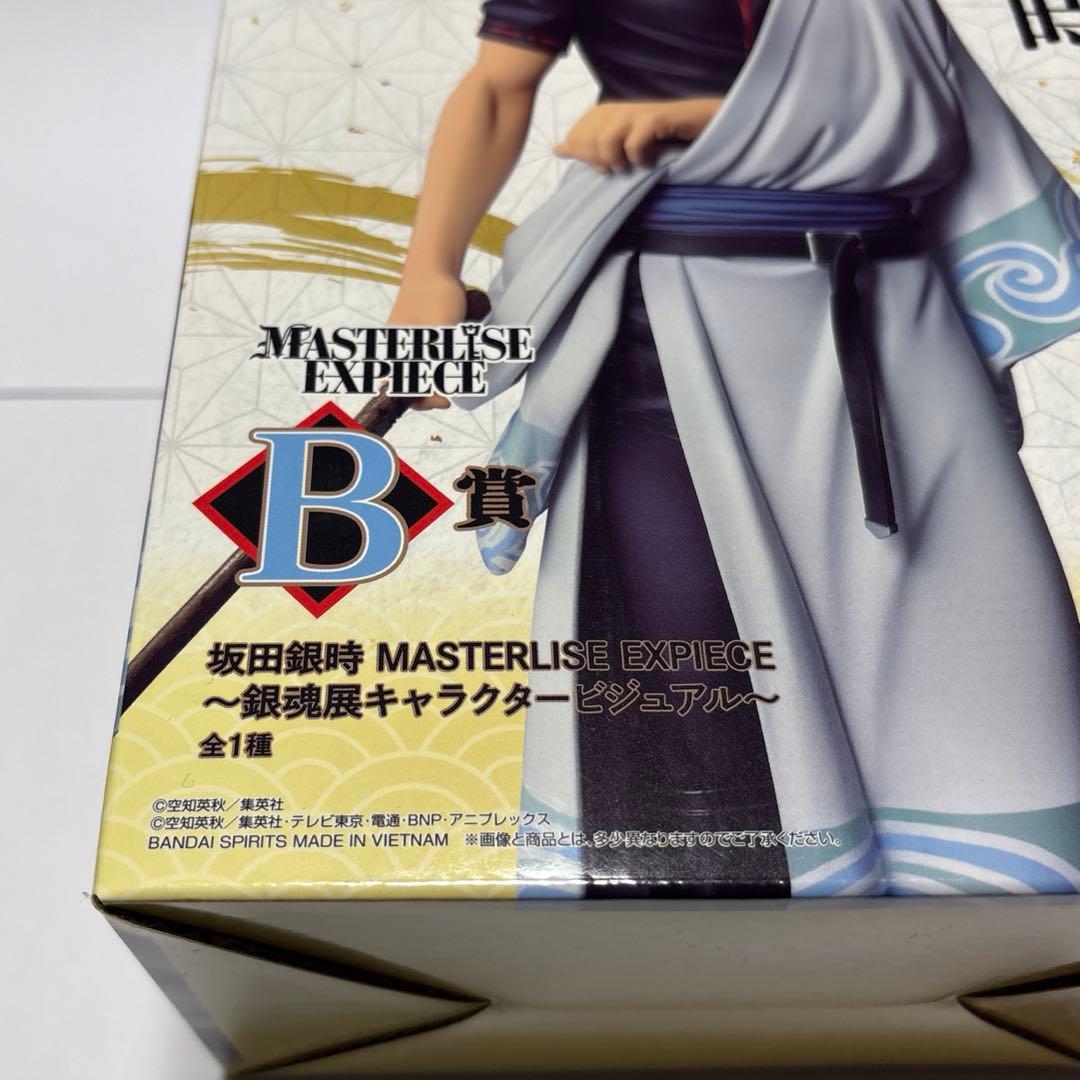 時
MASTERLISE
EXPIECE
B賞
坂田銀時 MASTERLISE EXPIECE
～銀魂展キャラクタービジュアル～
全1種
©空知英秋／集英社
©空知英秋／集英社・テレビ東京・電通・BNP・アニプレックス
BANDAI SPIRITS MADE IN VIETNAM ※画像と商品とは、多少異なりますのでご了承ください。